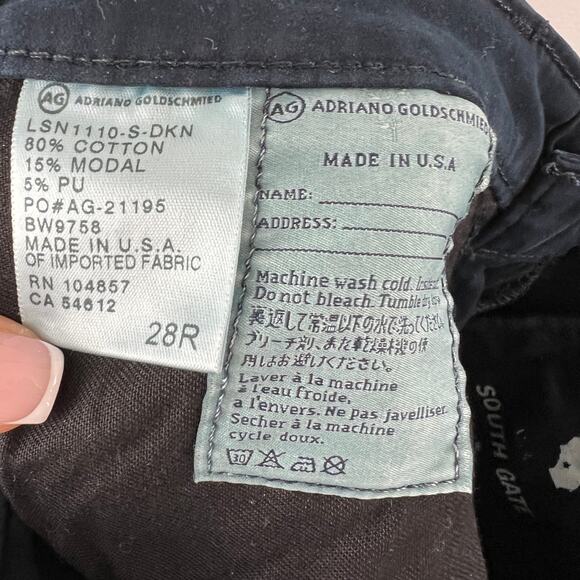 AG ADRIANO GOLDSCHMIED
LSN1110-S-DKN
80% COTTON
15% MODAL
5% PU
PO#AG-21195
BW9758
MADE IN U.S.A.
OF IMPORTED FABRIC
RN 104857
CA 54612
28R
AG ADRIANO GOLDSCHMIED
MADE IN U.S.A
NAME:
ADDRESS:
Machine wash cold.
Do not bleach. Tumble dry
裏返して常温以下の水で洗ってください。
ブリーチ剤、また乾燥機の使
用はお避けください。
Laver à la machine
à l'eau froide,
a l'envers. Ne pas javelliser.
Secher à la machine
cycle doux.
30
SOUTH GATE